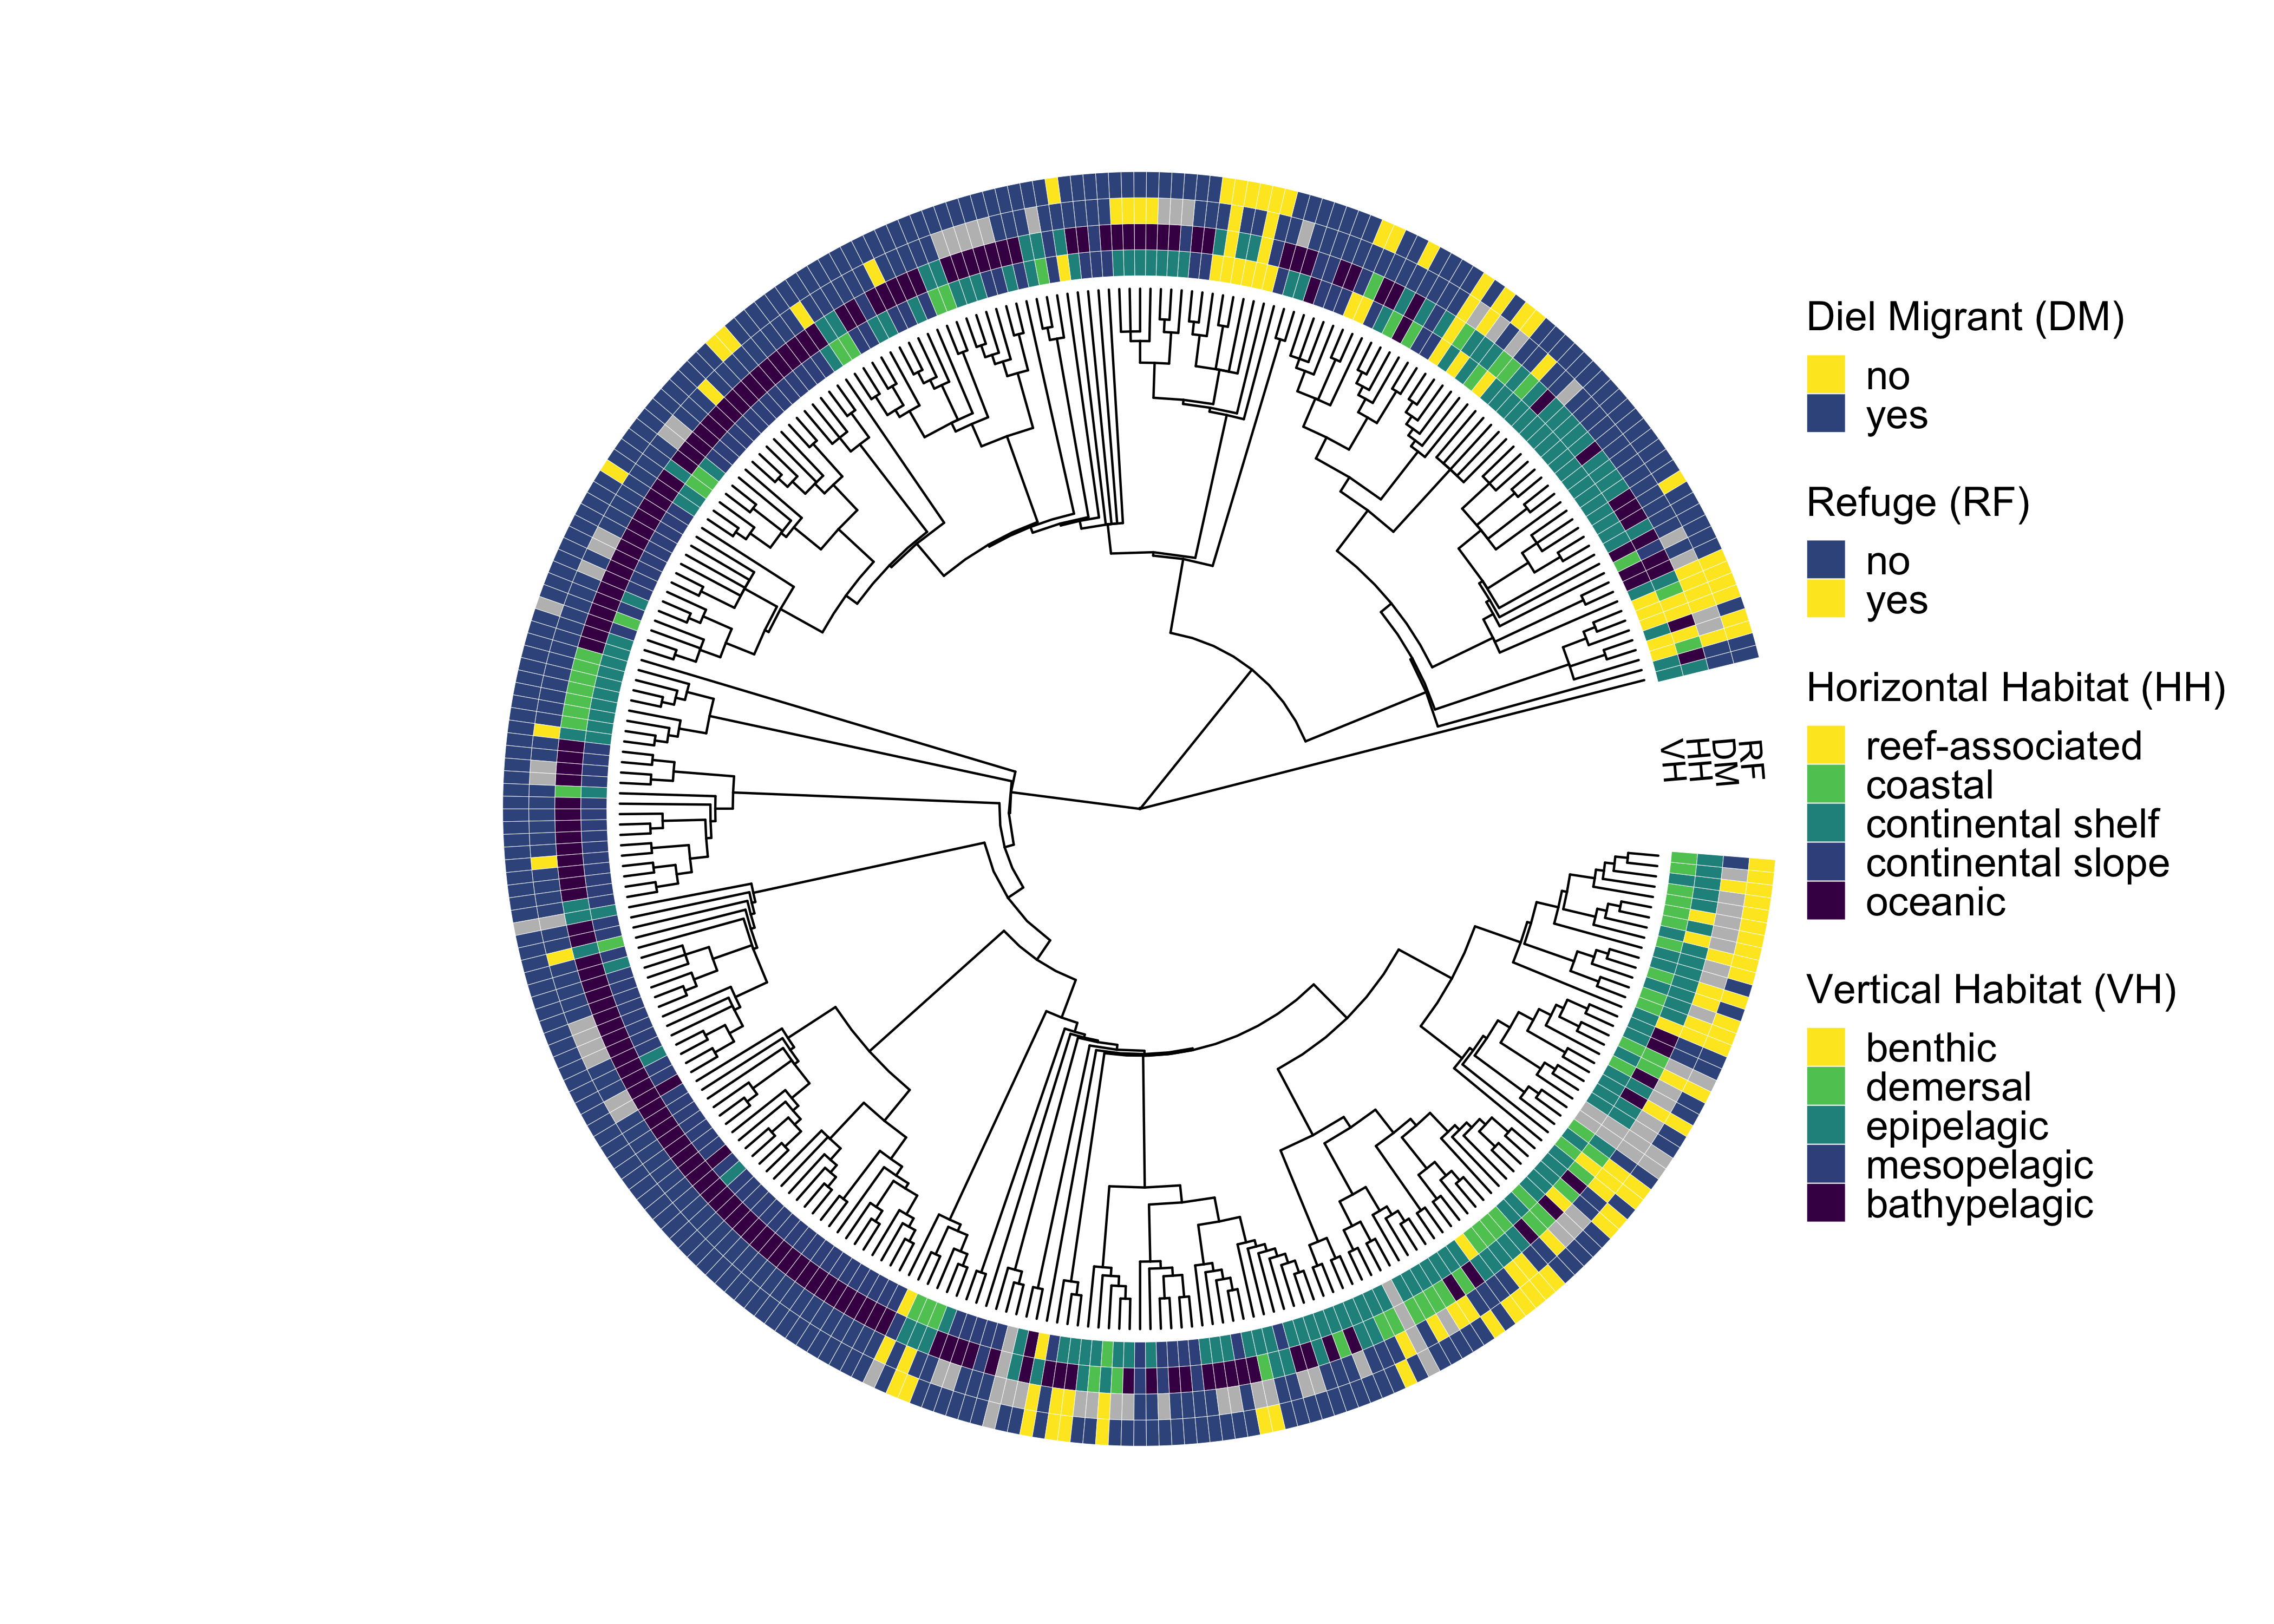 Diel Migrant (DM)
no
yes
Refuge (RF)
no
yes
Horizontal Habitat (HH)
reef-associated
coastal
continental shelf
continental slope
oceanic
Vertical Habitat (VH)
benthic
demersal
epipelagic
mesopelagic
bathypelagic
RF
DM
HH
VH